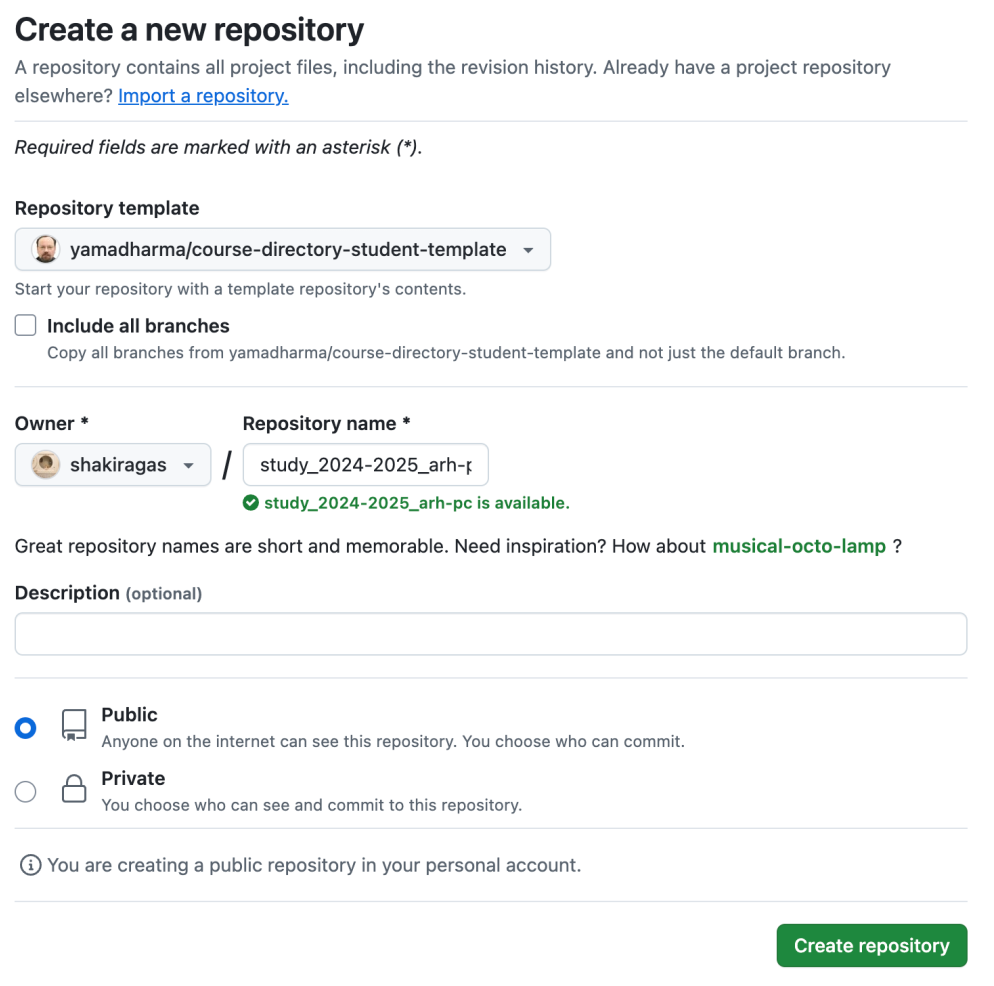 Create a new repository
A repository contains all project files, including the revision history. Already have a project repository
elsewhere? Import a repository.
Required fields are marked with an asterisk (*).
Repository template
yamadharma/course-directory-student-template
Start your repository with a template repository's contents.
Include all branches
Copy all branches from yamadharma/course-directory-student-template and not just the default branch.
Owner * Repository name *
shakiragas / study_2024-2025_arh-p
study_2024-2025_arh-pc is available.
Great repository names are short and memorable. Need inspiration? How about musical-octo-lamp ?
Description (optional)
Public
Anyone on the internet can see this repository. You choose who can commit.
Private
You choose who can see and commit to this repository.
You are creating a public repository in your personal account.
Create repository